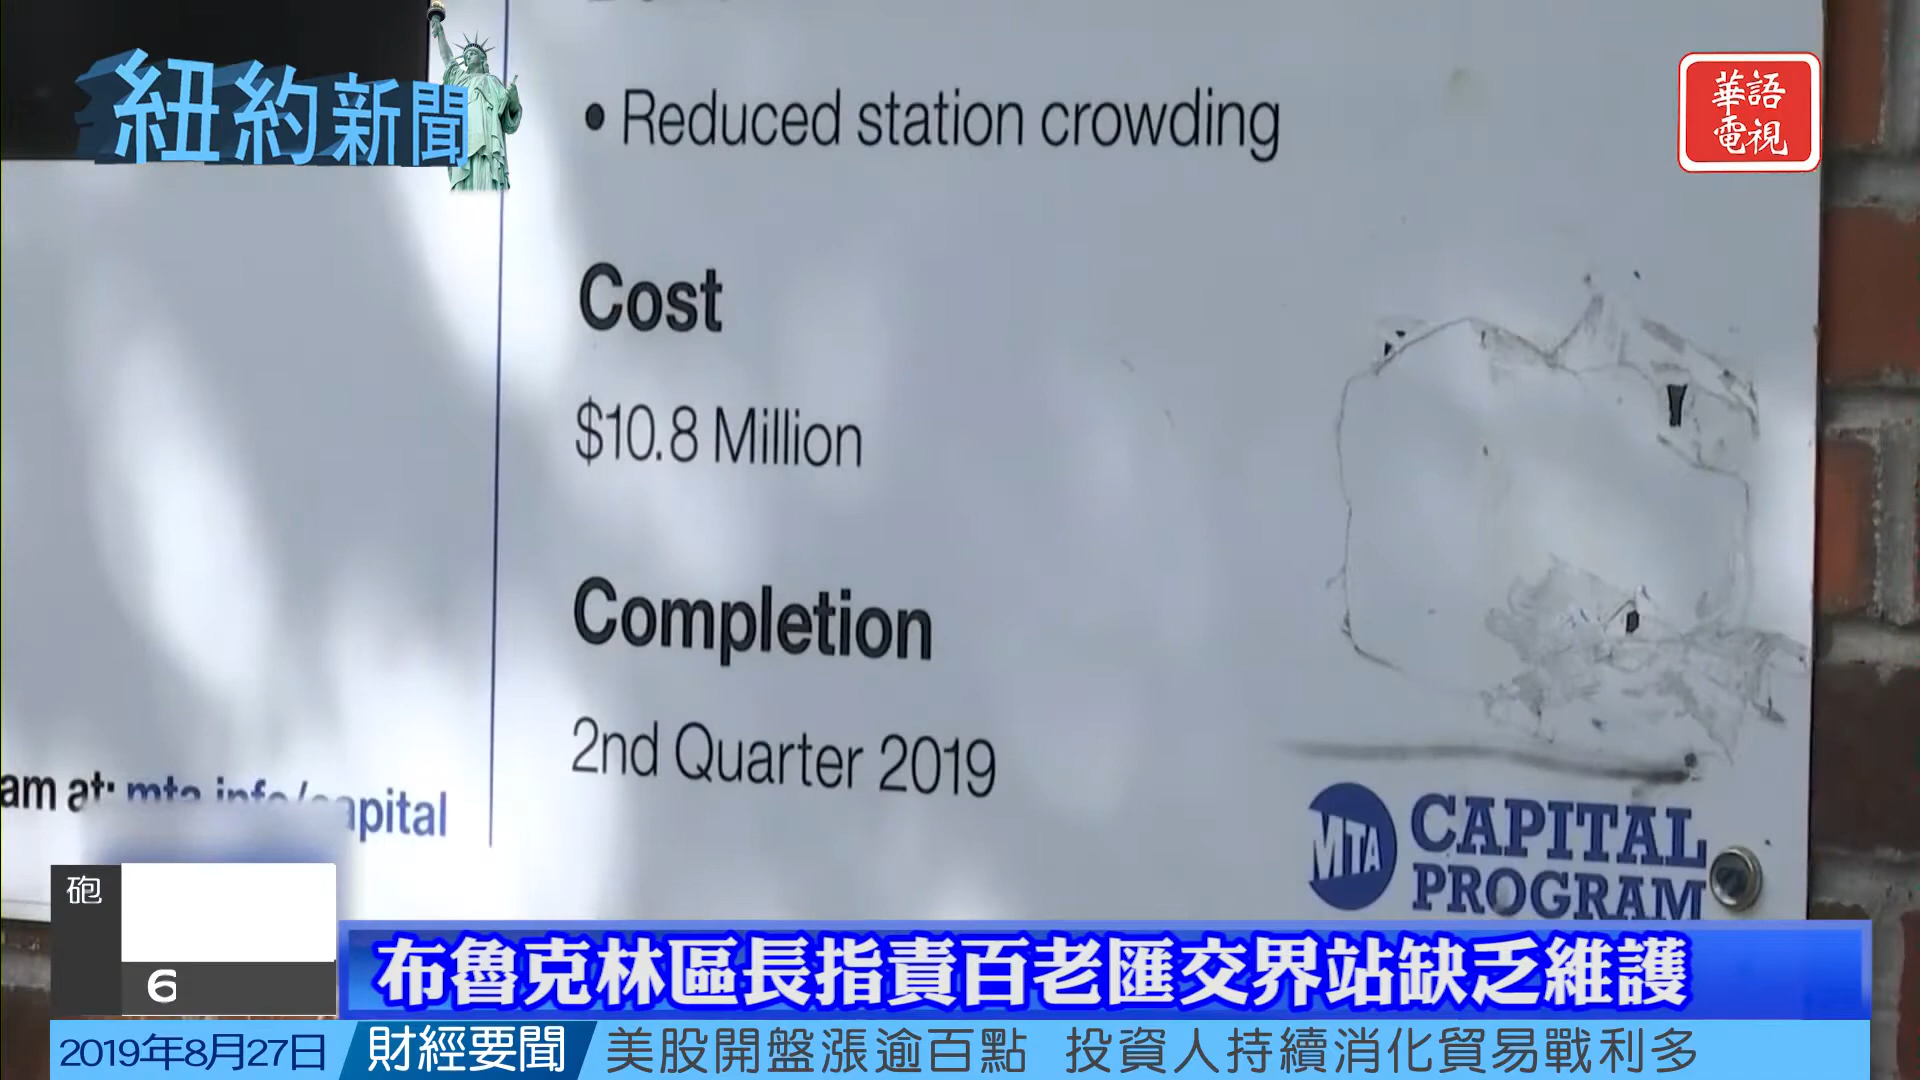 紐約新聞
華語
電視
• Reduced station crowding
Cost
$10.8 Million
Completion
2nd Quarter 2019
am at: mta.info/capital
MTA CAPITAL
PROGRAM
砲
6
布魯克林區長指責百老匯交界站缺乏維護
2019年8月27日 財經要聞 美股開盤漲逾百點 投資人持續消化貿易戰利多